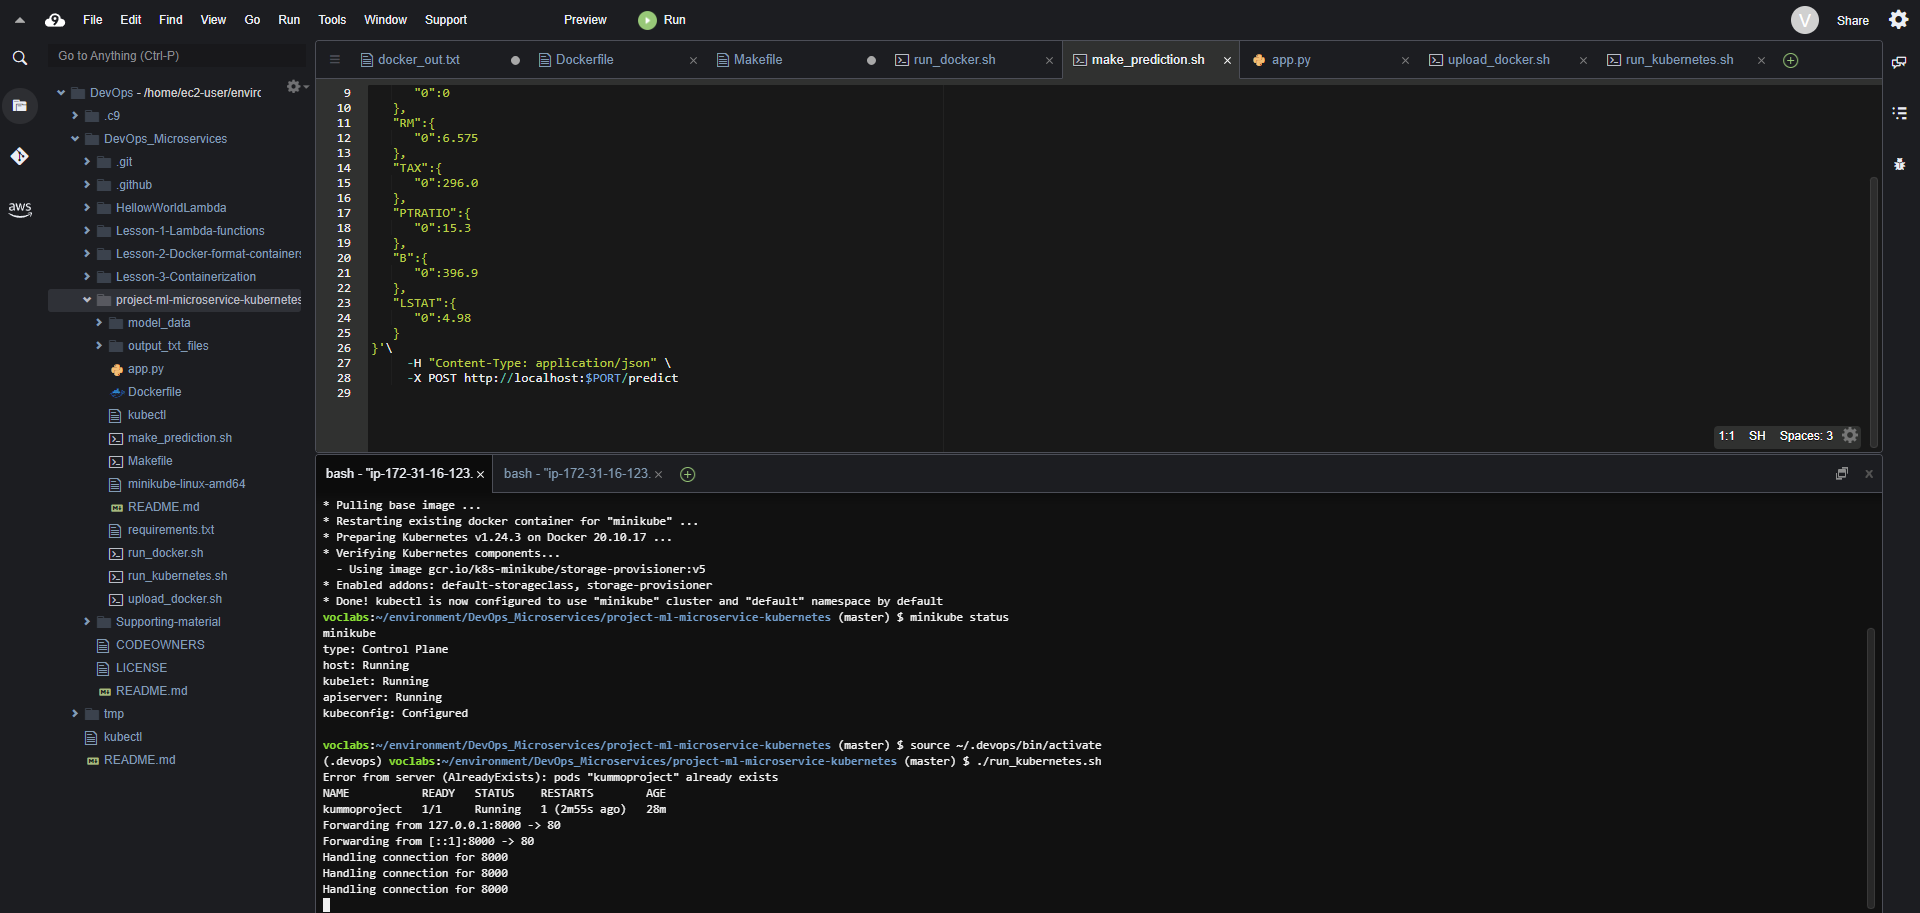 File Edit Find View Go Run Tools Window Support Preview Run V Share
Go to Anything (Ctrl-P)
DevOps - /home/ec2-user/envirc
.c9
DevOps_Microservices
.git
.github
HellowWorldLambda
Lesson-1-Lambda-functions
Lesson-2-Docker-format-containers
Lesson-3-Containerization
project-ml-microservice-kubernetes
model_data
output_txt_files
app.py
Dockerfile
kubectl
make_prediction.sh
Makefile
minikube-linux-amd64
README.md
requirements.txt
run_docker.sh
run_kubernetes.sh
upload_docker.sh
Supporting-material
CODEOWNERS
LICENSE
README.md
tmp
kubectl
README.md
aws
docker_out.txt Dockerfile Makefile run_docker.sh make_prediction.sh app.py upload_docker.sh run_kubernetes.sh
9 "0":0
10 },
11 "RM":{
12 "0":6.575
13 },
14 "TAX":{
15 "0":296.0
16 },
17 "PTRATIO":{
18 "0":15.3
19 },
20 "B":{
21 "0":396.9
22 },
23 "LSTAT":{
24 "0":4.98
25 }
26 }'\
27 -H "Content-Type: application/json" \
28 -X POST http://localhost:$PORT/predict
29
1:1 SH Spaces: 3
bash - "ip-172-31-16-123. bash - "ip-172-31-16-123.
* Pulling base image ...
* Restarting existing docker container for "minikube" ...
* Preparing Kubernetes v1.24.3 on Docker 20.10.17 ...
* Verifying Kubernetes components...
- Using image gcr.io/k8s-minikube/storage-provisioner:v5
* Enabled addons: default-storageclass, storage-provisioner
* Done! kubectl is now configured to use "minikube" cluster and "default" namespace by default
voclabs:~/environment/DevOps_Microservices/project-ml-microservice-kubernetes (master) $ minikube status
minikube
type: Control Plane
host: Running
kubelet: Running
apiserver: Running
kubeconfig: Configured
voclabs:~/environment/DevOps_Microservices/project-ml-microservice-kubernetes (master) $ source ~/.devops/bin/activate
(.devops) voclabs:~/environment/DevOps_Microservices/project-ml-microservice-kubernetes (master) $ ./run_kubernetes.sh
Error from server (AlreadyExists): pods "kummoproject" already exists
NAME READY STATUS RESTARTS AGE
kummoproject 1/1 Running 1 (2m55s ago) 28m
Forwarding from 127.0.0.1:8000 -> 80
Forwarding from [::1]:8000 -> 80
Handling connection for 8000
Handling connection for 8000
Handling connection for 8000